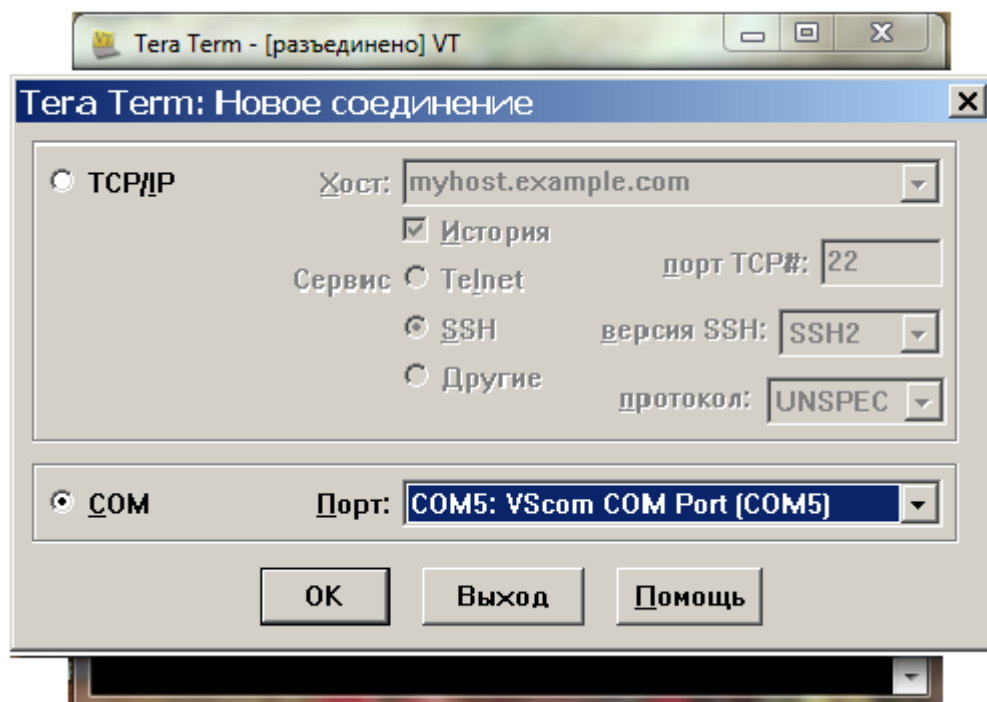 Tera Term - [разъединено] VT
Tera Term: Новое соединение
TCP/IP Хост: myhost.example.com
История
Сервис Telnet порт TCP#: 22
SSH версия SSH: SSH2
Другие протокол: UNSPEC
COM Порт: COM5: VScom COM Port (COM5)
OK Выход Помощь